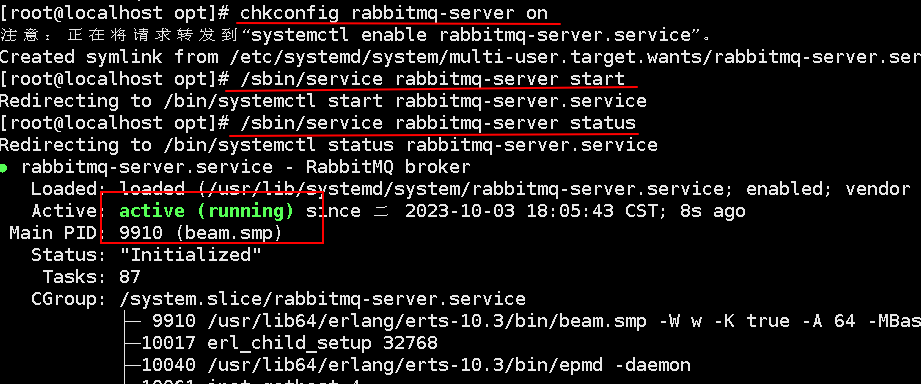 [root@localhost opt]# chkconfig rabbitmq-server on
注意：正在将请求转发到“systemctl enable rabbitmq-server.service”。
Created symlink from /etc/systemd/system/multi-user.target.wants/rabbitmq-server.ser
[root@localhost opt]# /sbin/service rabbitmq-server start
Redirecting to /bin/systemctl start rabbitmq-server.service
[root@localhost opt]# /sbin/service rabbitmq-server status
Redirecting to /bin/systemctl status rabbitmq-server.service
● rabbitmq-server.service - RabbitMQ broker
Loaded: loaded (/usr/lib/systemd/system/rabbitmq-server.service; enabled; vendor
Active: active (running) since 二 2023-10-03 18:05:43 CST; 8s ago
Main PID: 9910 (beam.smp)
Status: "Initialized"
Tasks: 87
CGroup: /system.slice/rabbitmq-server.service
├─ 9910 /usr/lib64/erlang/erts-10.3/bin/beam.smp -W w -K true -A 64 -MBas
├─10017 erl_child_setup 32768
├─10040 /usr/lib64/erlang/erts-10.3/bin/epmd -daemon